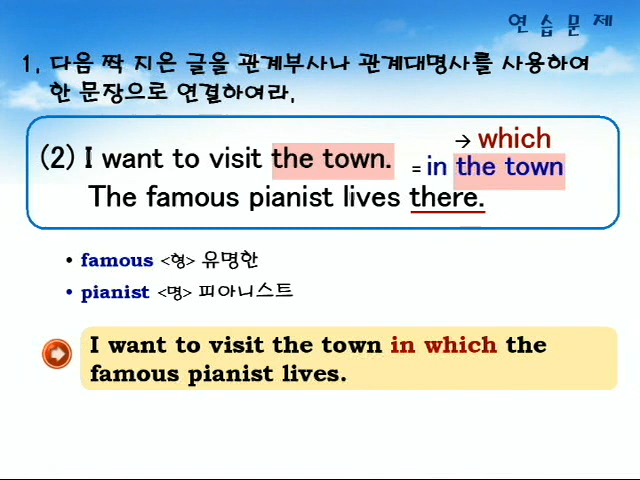 연 습 문 제
1. 다음 짝 지은 글을 관계부사나 관계대명사를 사용하여
한 문장으로 연결하여라.
→ which
(2) I want to visit the town. = in the town
The famous pianist lives there.
• famous <형> 유명한
• pianist <명> 피아니스트
I want to visit the town in which the
famous pianist lives.